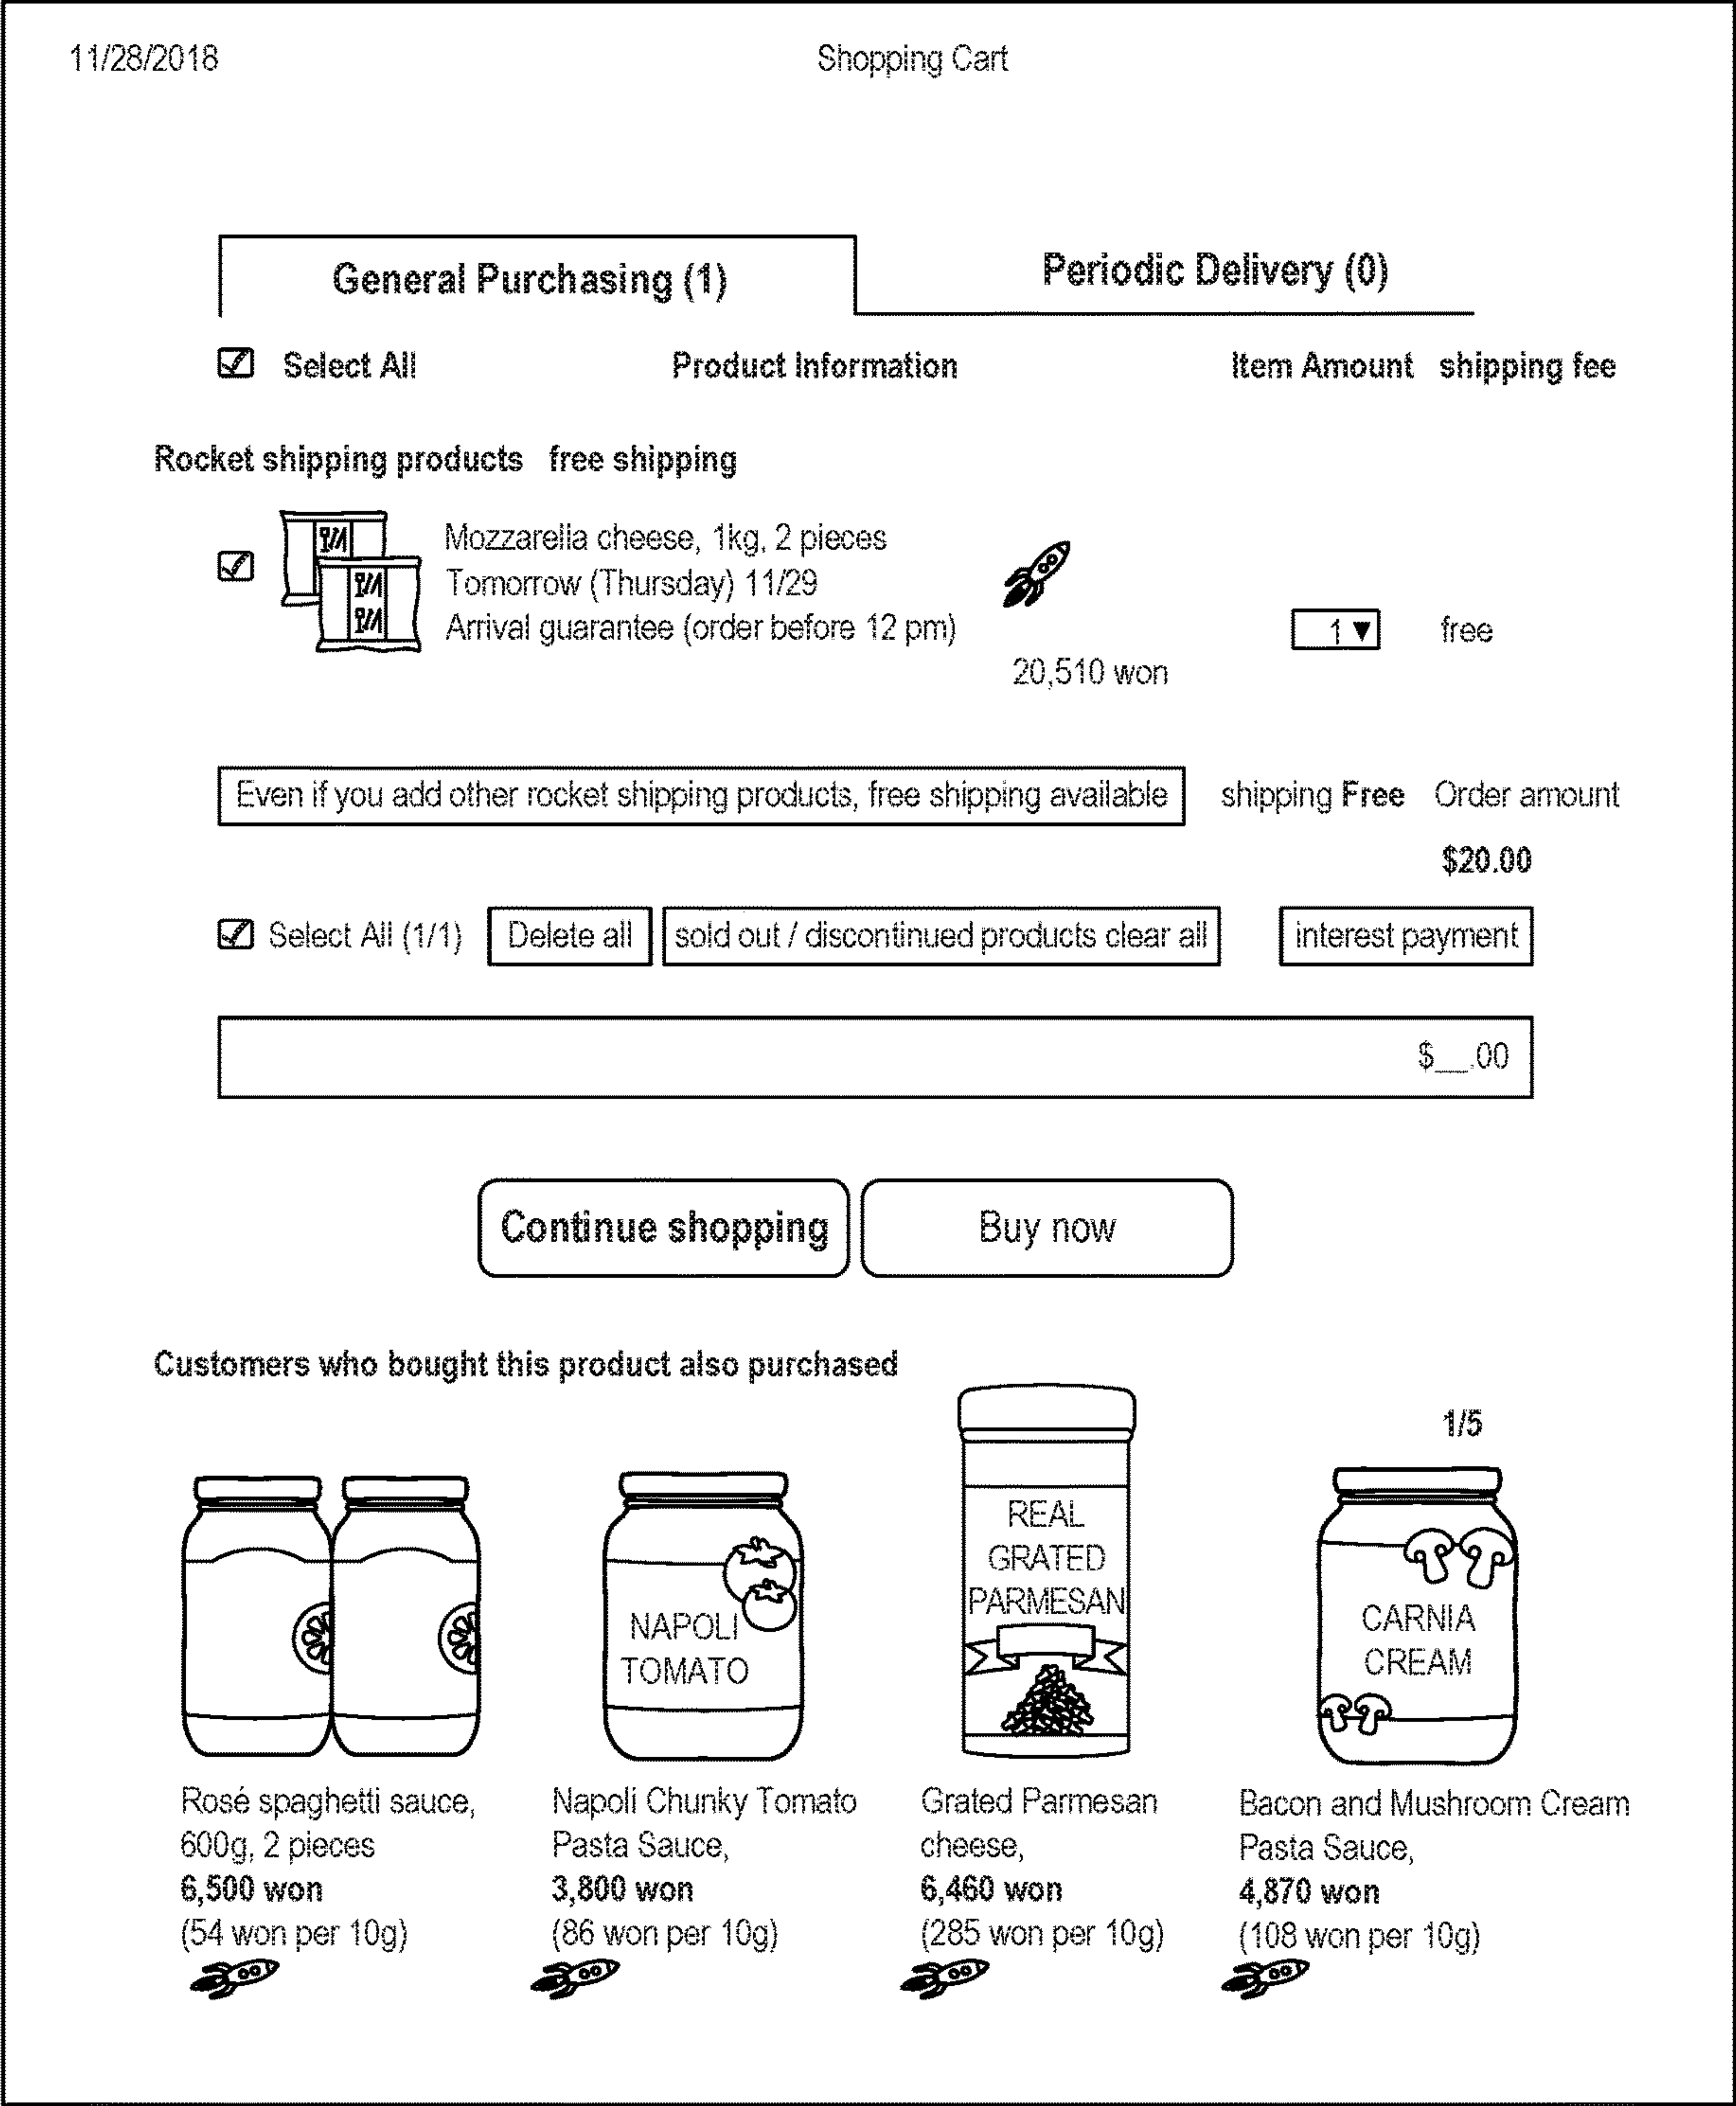 11/28/2018 Shopping Cart
General Purchasing (1) Periodic Delivery (0)
Select All Product Information Item Amount shipping fee
Rocket shipping products free shipping
Mozzarella cheese, 1kg, 2 pieces
Tomorrow (Thursday) 11/29
Arrival guarantee (order before 12 pm)
1 ▼ free
20,510 won
Even if you add other rocket shipping products, free shipping available shipping Free Order amount
$20.00
Select All (1/1) Delete all sold out / discontinued products clear all interest payment
$__.00
Continue shopping Buy now
Customers who bought this product also purchased
1/5
REAL
GRATED
PARMESAN
NAPOLI
TOMATO
CARNIA
CREAM
Rosé spaghetti sauce,
600g, 2 pieces
6,500 won
(54 won per 10g)
Napoli Chunky Tomato
Pasta Sauce,
3,800 won
(86 won per 10g)
Grated Parmesan
cheese,
6,460 won
(285 won per 10g)
Bacon and Mushroom Cream
Pasta Sauce,
4,870 won
(108 won per 10g)